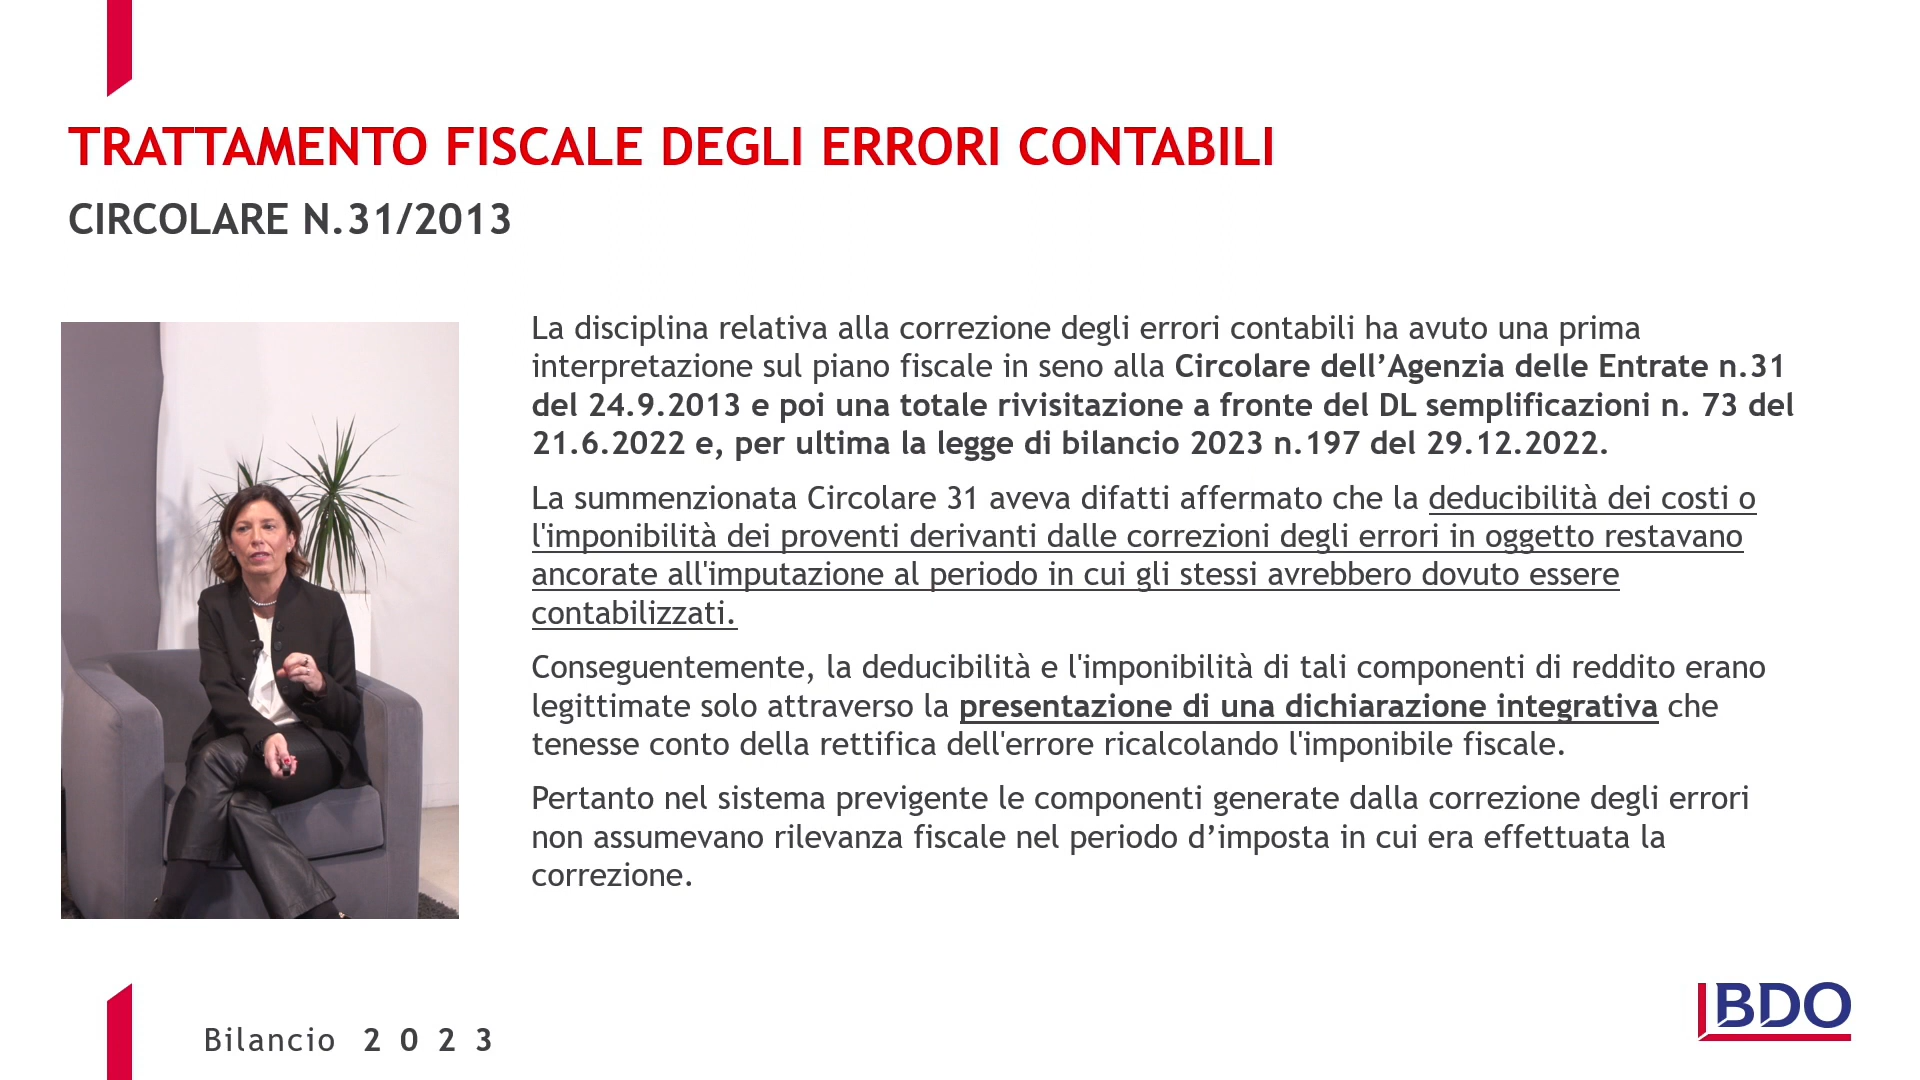 TRATTAMENTO FISCALE DEGLI ERRORI CONTABILI
CIRCOLARE N.31/2013
La disciplina relativa alla correzione degli errori contabili ha avuto una prima
interpretazione sul piano fiscale in seno alla Circolare dell’Agenzia delle Entrate n.31
del 24.9.2013 e poi una totale rivisitazione a fronte del DL semplificazioni n. 73 del
21.6.2022 e, per ultima la legge di bilancio 2023 n.197 del 29.12.2022.
La summenzionata Circolare 31 aveva difatti affermato che la deducibilità dei costi o
l'imponibilità dei proventi derivanti dalle correzioni degli errori in oggetto restavano
ancorate all'imputazione al periodo in cui gli stessi avrebbero dovuto essere
contabilizzati.
Conseguentemente, la deducibilità e l'imponibilità di tali componenti di reddito erano
legittimate solo attraverso la presentazione di una dichiarazione integrativa che
tenesse conto della rettifica dell'errore ricalcolando l'imponibile fiscale.
Pertanto nel sistema previgente le componenti generate dalla correzione degli errori
non assumevano rilevanza fiscale nel periodo d’imposta in cui era effettuata la
correzione.
Bilancio 2023
BDO